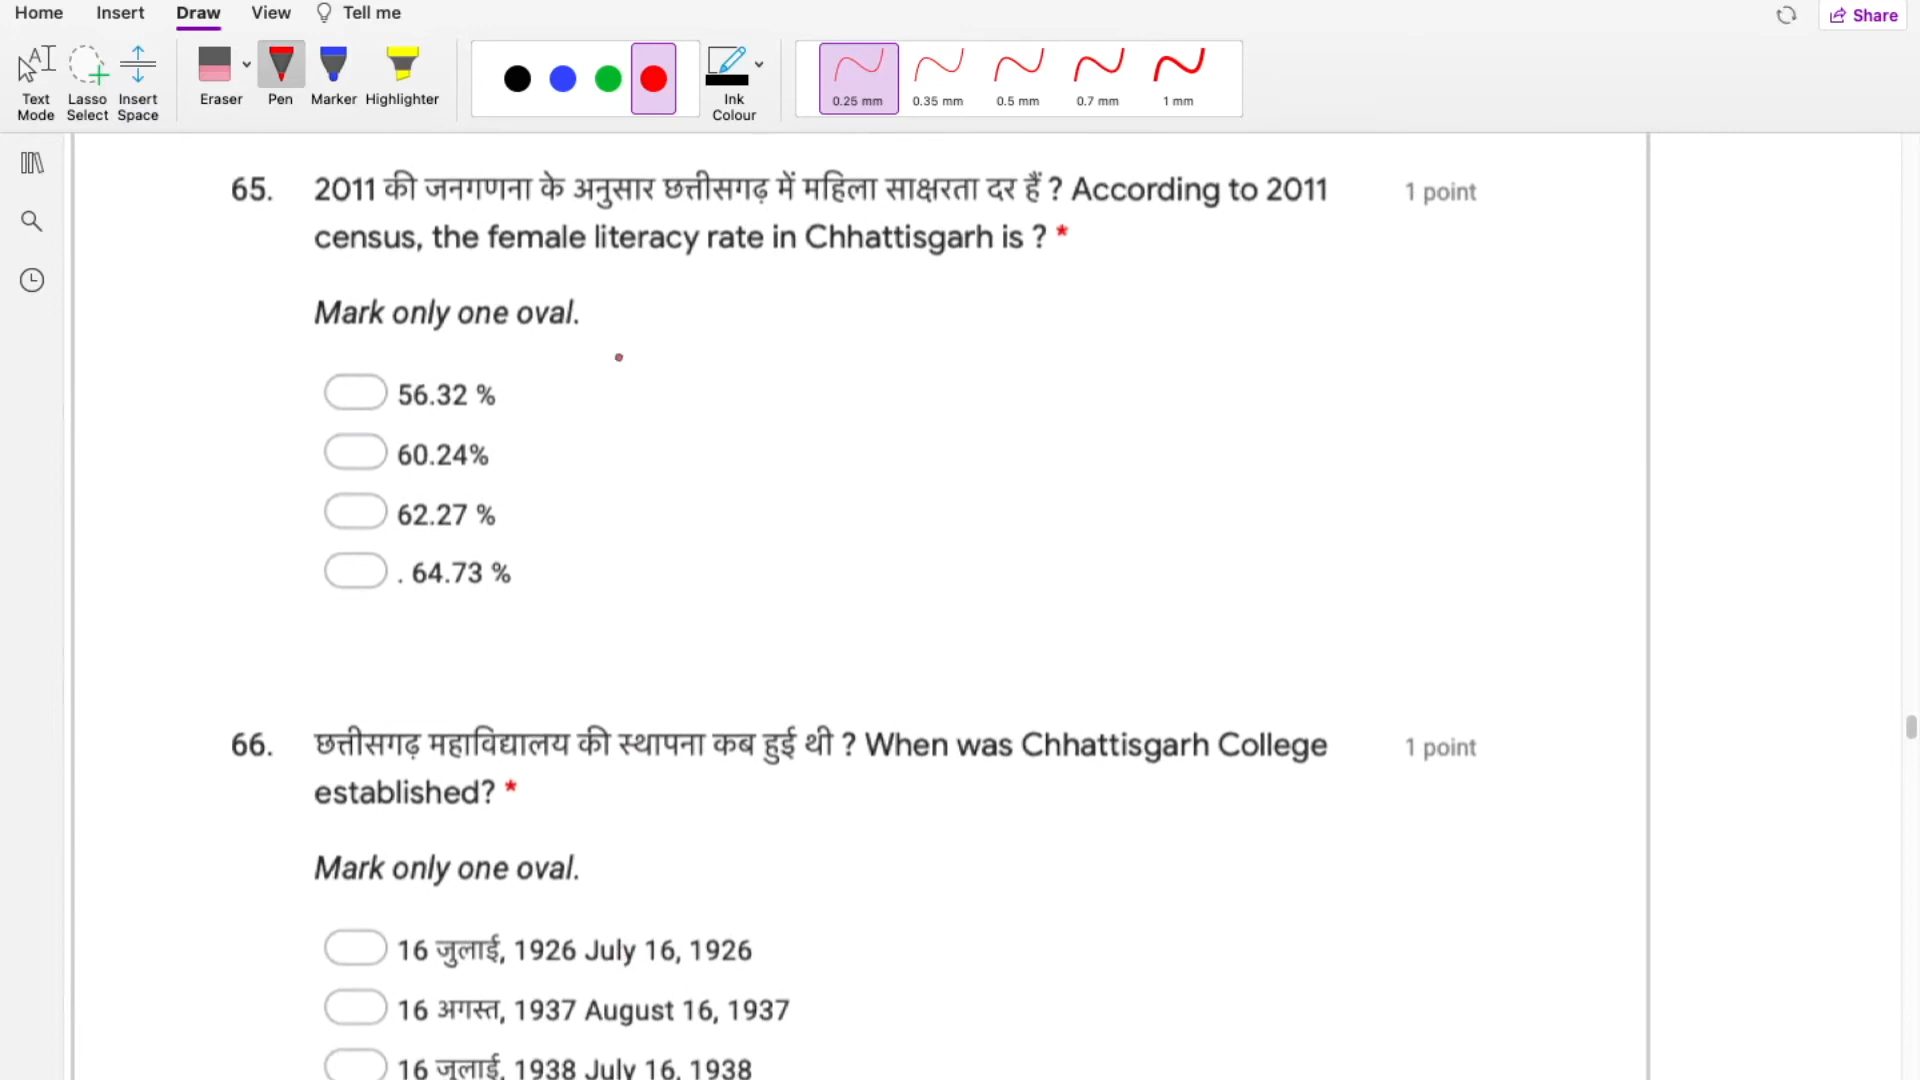 Home Insert Draw View Tell me Share
Text Mode Lasso Select Insert Space Eraser Pen Marker Highlighter Ink Colour 0.25 mm 0.35 mm 0.5 mm 0.7 mm 1 mm
65. 2011 की जनगणना के अनुसार छत्तीसगढ़ में महिला साक्षरता दर हैं ? According to 2011 1 point
census, the female literacy rate in Chhattisgarh is ? *
Mark only one oval.
56.32 %
60.24%
62.27 %
. 64.73 %
66. छत्तीसगढ़ महाविद्यालय की स्थापना कब हुई थी ? When was Chhattisgarh College 1 point
established? *
Mark only one oval.
16 जुलाई, 1926 July 16, 1926
16 अगस्त, 1937 August 16, 1937
16 जुलाई, 1938 July 16, 1938